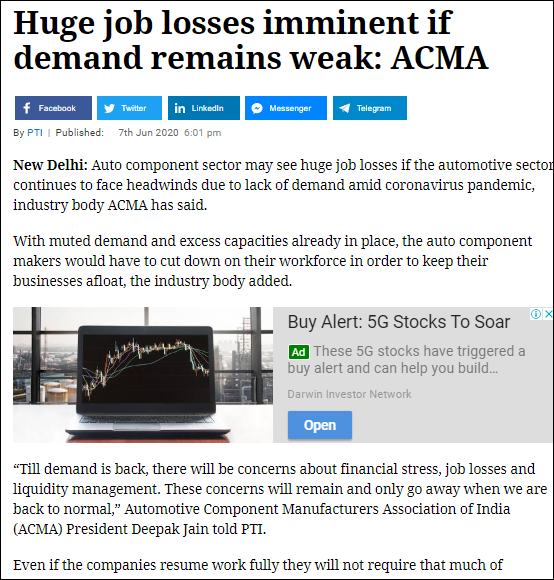 Huge job losses imminent if
demand remains weak: ACMA
Facebook
Twitter
LinkedIn
Messenger
Telegram
By PTI | Published: 7th Jun 2020 6:01 pm
New Delhi: Auto component sector may see huge job losses if the automotive sector
continues to face headwinds due to lack of demand amid coronavirus pandemic,
industry body ACMA has said.
With muted demand and excess capacities already in place, the auto component
makers would have to cut down on their workforce in order to keep their
businesses afloat, the industry body added.
Buy Alert: 5G Stocks To Soar
Ad These 5G stocks have triggered a
buy alert and can help you build...
Darwin Investor Network
Open
“Till demand is back, there will be concerns about financial stress, job losses and
liquidity management. These concerns will remain and only go away when we are
back to normal,” Automotive Component Manufacturers Association of India
(ACMA) President Deepak Jain told PTI.
Even if the companies resume work fully they will not require that much of